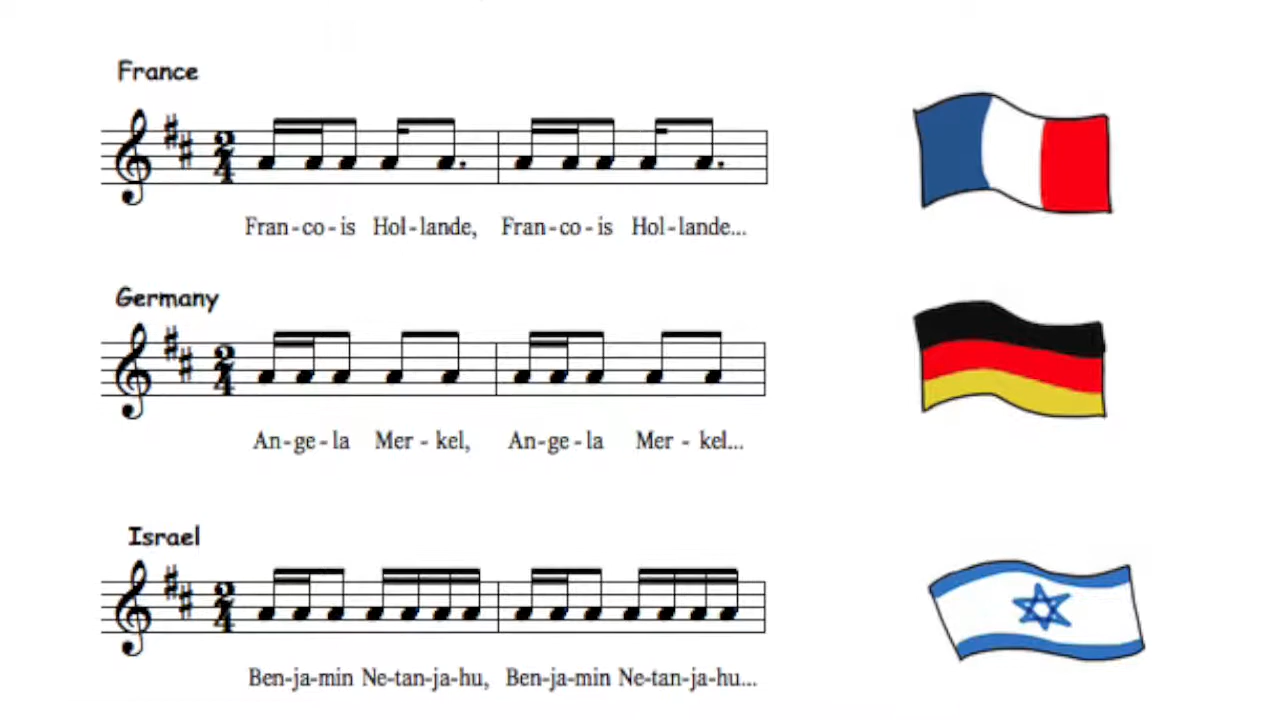 France
Fran-co-is Hol-lande, Fran-co-is Hol-lande...
Germany
An-ge-la Mer-kel, An-ge-la Mer-kel...
Israel
Ben-ja-min Ne-tan-ja-hu, Ben-ja-min Ne-tan-ja-hu...